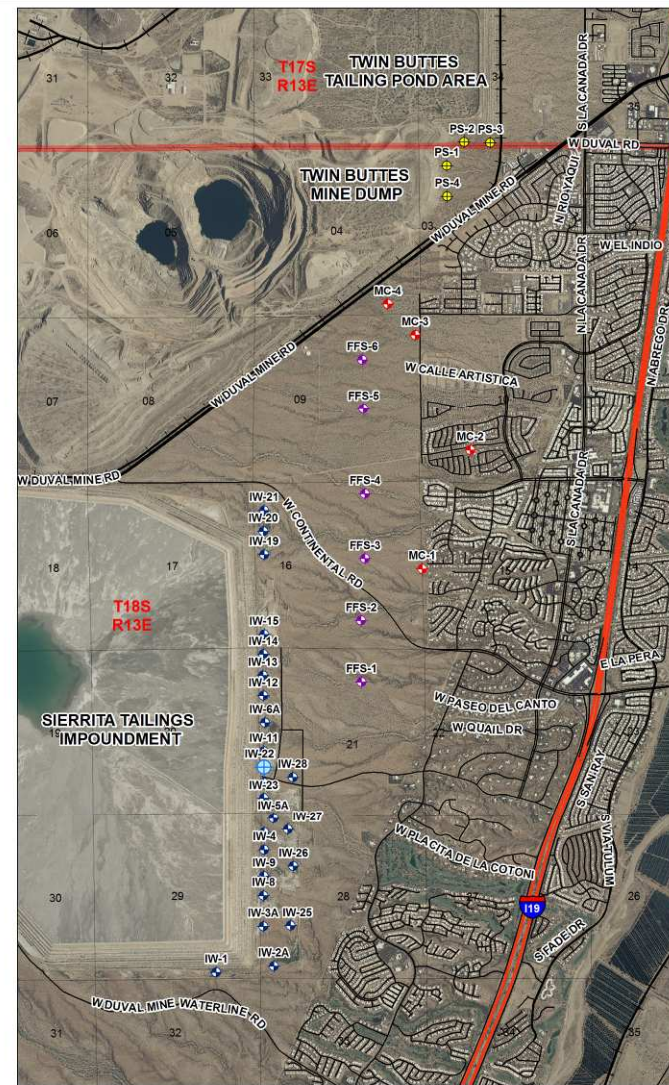 31
32
33
T17S
R13E
TWIN BUTTES
TAILING POND AREA
34
S LA CANADA DR
35
PS-2
PS-3
W DUVAL RD
PS-1
TWIN BUTTES
MINE DUMP
PS-4
N RIO YAQUI
W DUVAL MINE RD
06
05
04
03
W EL INDIO
N LA CANADA DR
N ABREGO DR
MC-4
MC-3
FFS-6
W DUVAL MINE RD
W CALLE ARTISTICA
07
08
09
FFS-5
MC-2
W DUVAL MINE RD
FFS-4
S LA CANADA DR
IW-21
IW-20
IW-19
W CONTINENTAL RD
18
17
16
FFS-3
MC-1
T18S
R13E
FFS-2
IW-15
IW-14
IW-13
IW-12
FFS-1
E LA PERA
W PASEO DEL CANTO
IW-6A
SIERRITA TAILINGS
IMPOUNDMENT
19
20
21
22
W QUAIL DR
IW-11
IW-22
IW-28
IW-23
S SAN RAY
IW-5A
IW-27
IW-4
W PLACITA DE LA COTONI
S VIA TULUM
IW-9
IW-26
IW-8
30
29
28
26
I19
IW-3A
IW-25
S FADE DR
IW-1
IW-2A
W DUVAL MINE-WATERLINE RD
31
32
33
34
35